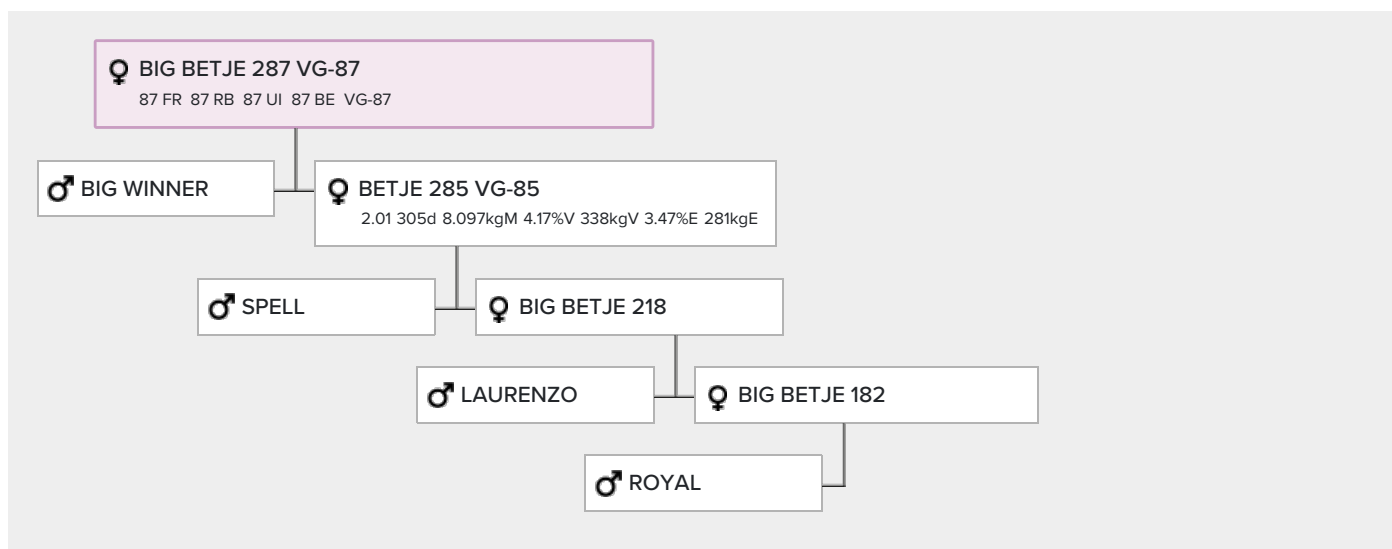 BIG BETJE 287 VG-87
87 FR 87 RB 87 UI 87 BE VG-87
BIG WINNER
BETJE 285 VG-85
2.01 305d 8.097kgM 4.17%V 338kgV 3.47%E 281kgE
SPELL
BIG BETJE 218
LAURENZO
BIG BETJE 182
ROYAL